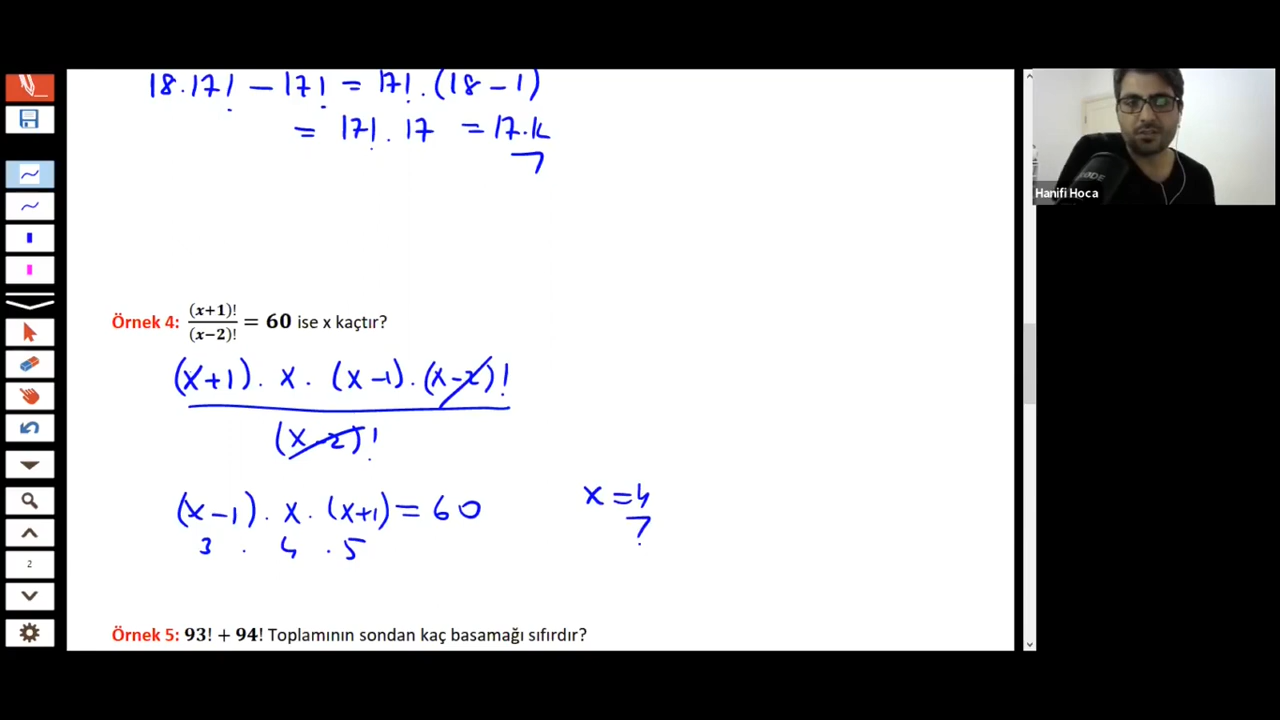 18.17! - 17! = 17!.(18-1)
= 17!.17 = 17.k
Örnek 4: (x+1)!/(x-2)! = 60 ise x kaçtır?
(x+1).x.(x-1).(x-2)!
(x-2)!
(x-1).x.(x+1) = 60
3.4.5
x = 4
Örnek 5: 93! + 94! Toplamının sondan kaç basamağı sıfırdır?
2
Hanifi Hoca